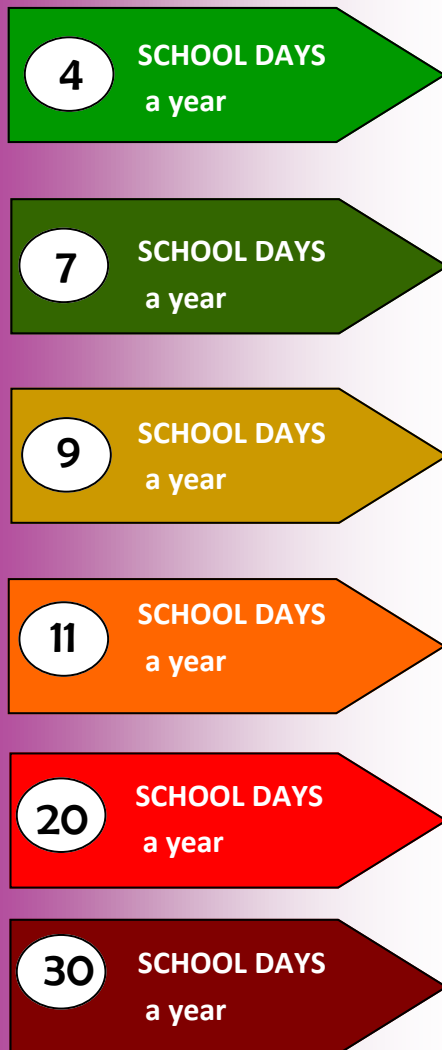 4
SCHOOL DAYS
a year
7
SCHOOL DAYS
a year
9
SCHOOL DAYS
a year
11
SCHOOL DAYS
a year
20
SCHOOL DAYS
a year
30
SCHOOL DAYS
a year